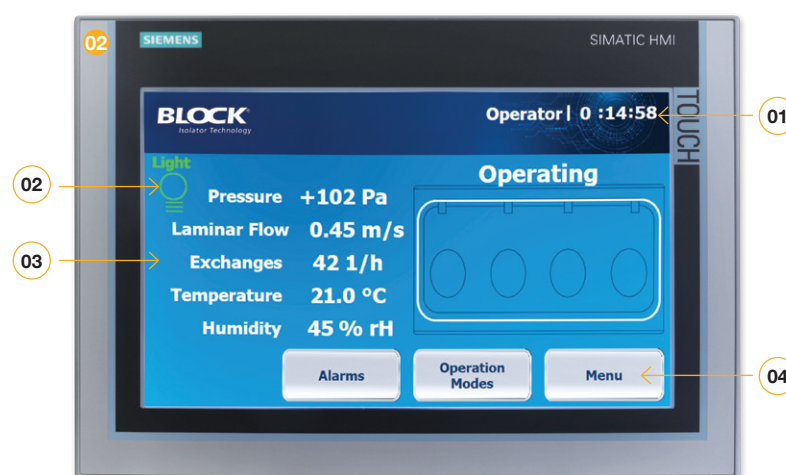 02
SIEMENS
SIMATIC HMI
TOUCH
BLOCK
Isolator Technology
Operator | 0 :14:58
01
Light
02
Operating
Pressure +102 Pa
Laminar Flow 0.45 m/s
03
Exchanges 42 1/h
Temperature 21.0 °C
Humidity 45 % rH
Alarms
Operation
Modes
Menu
04